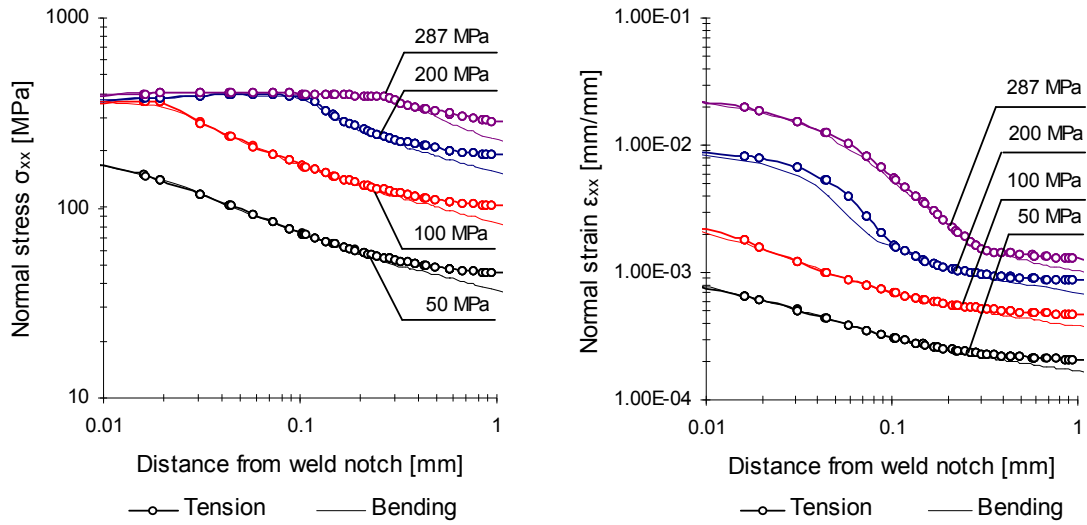 Normal stress σxx [MPa]
1000
100
10
287 MPa
200 MPa
100 MPa
50 MPa
0.01
0.1
1
Distance from weld notch [mm]
Tension
Bending
Normal strain εxx [mm/mm]
1.00E-01
1.00E-02
1.00E-03
1.00E-04
287 MPa
200 MPa
100 MPa
50 MPa
0.01
0.1
1
Distance from weld notch [mm]
Tension
Bending